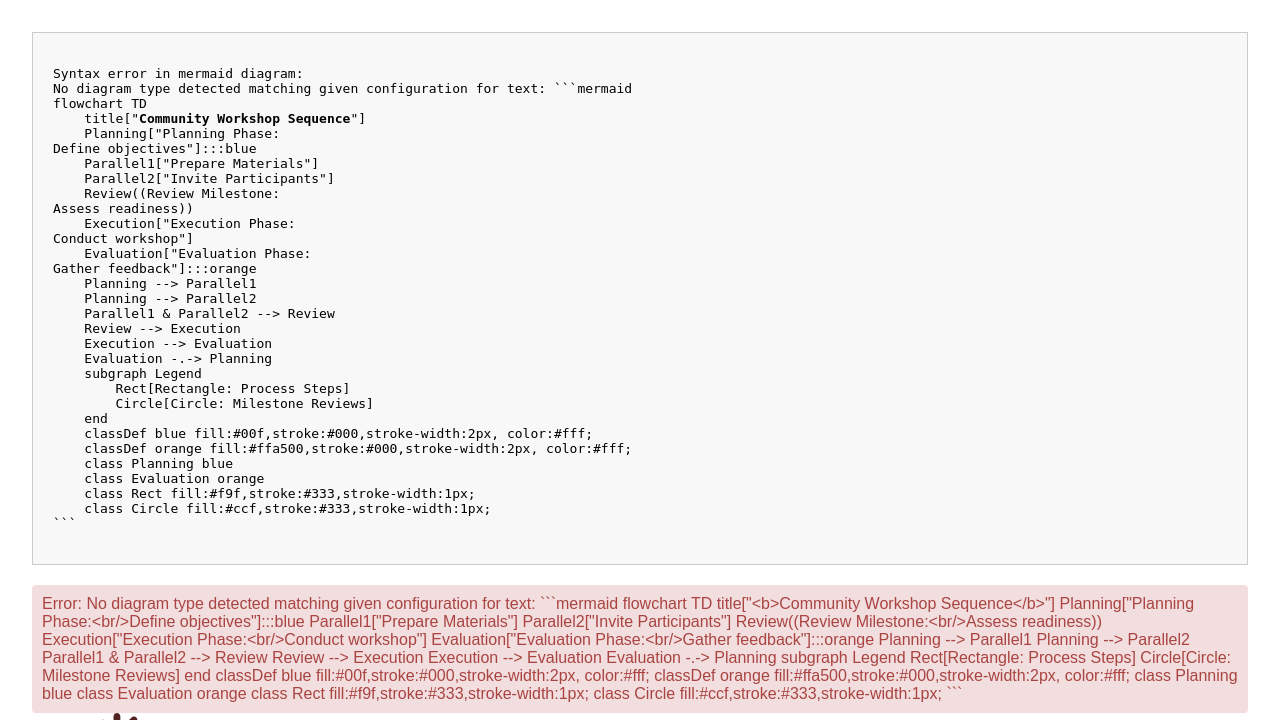 Syntax error in mermaid diagram:
No diagram type detected matching given configuration for text: ```mermaid
flowchart TD
    title["Community Workshop Sequence"]
    Planning["Planning Phase:
Define objectives"]:::blue
    Parallel1["Prepare Materials"]
    Parallel2["Invite Participants"]
    Review((Review Milestone:
Assess readiness))
    Execution["Execution Phase:
Conduct workshop"]
    Evaluation["Evaluation Phase:
Gather feedback"]:::orange
    Planning --> Parallel1
    Planning --> Parallel2
    Parallel1 & Parallel2 --> Review
    Review --> Execution
    Execution --> Evaluation
    Evaluation -.-> Planning
    subgraph Legend
        Rect[Rectangle: Process Steps]
        Circle[Circle: Milestone Reviews]
    end
    classDef blue fill:#00f,stroke:#000,stroke-width:2px, color:#fff;
    classDef orange fill:#ffa500,stroke:#000,stroke-width:2px, color:#fff;
    class Planning blue
    class Evaluation orange
    class Rect fill:#f9f,stroke:#333,stroke-width:1px;
    class Circle fill:#ccf,stroke:#333,stroke-width:1px;
```
Error: No diagram type detected matching given configuration for text: ```mermaid flowchart TD title["<b>Community Workshop Sequence</b>"] Planning["Planning
Phase:<br/>Define objectives"]:::blue Parallel1["Prepare Materials"] Parallel2["Invite Participants"] Review((Review Milestone:<br/>Assess readiness))
Execution["Execution Phase:<br/>Conduct workshop"] Evaluation["Evaluation Phase:<br/>Gather feedback"]:::orange Planning --> Parallel1 Planning --> Parallel2
Parallel1 & Parallel2 --> Review Review --> Execution Execution --> Evaluation Evaluation -.-> Planning subgraph Legend Rect[Rectangle: Process Steps] Circle[Circle:
Milestone Reviews] end classDef blue fill:#00f,stroke:#000,stroke-width:2px, color:#fff; classDef orange fill:#ffa500,stroke:#000,stroke-width:2px, color:#fff; class Planning
blue class Evaluation orange class Rect fill:#f9f,stroke:#333,stroke-width:1px; class Circle fill:#ccf,stroke:#333,stroke-width:1px; ```